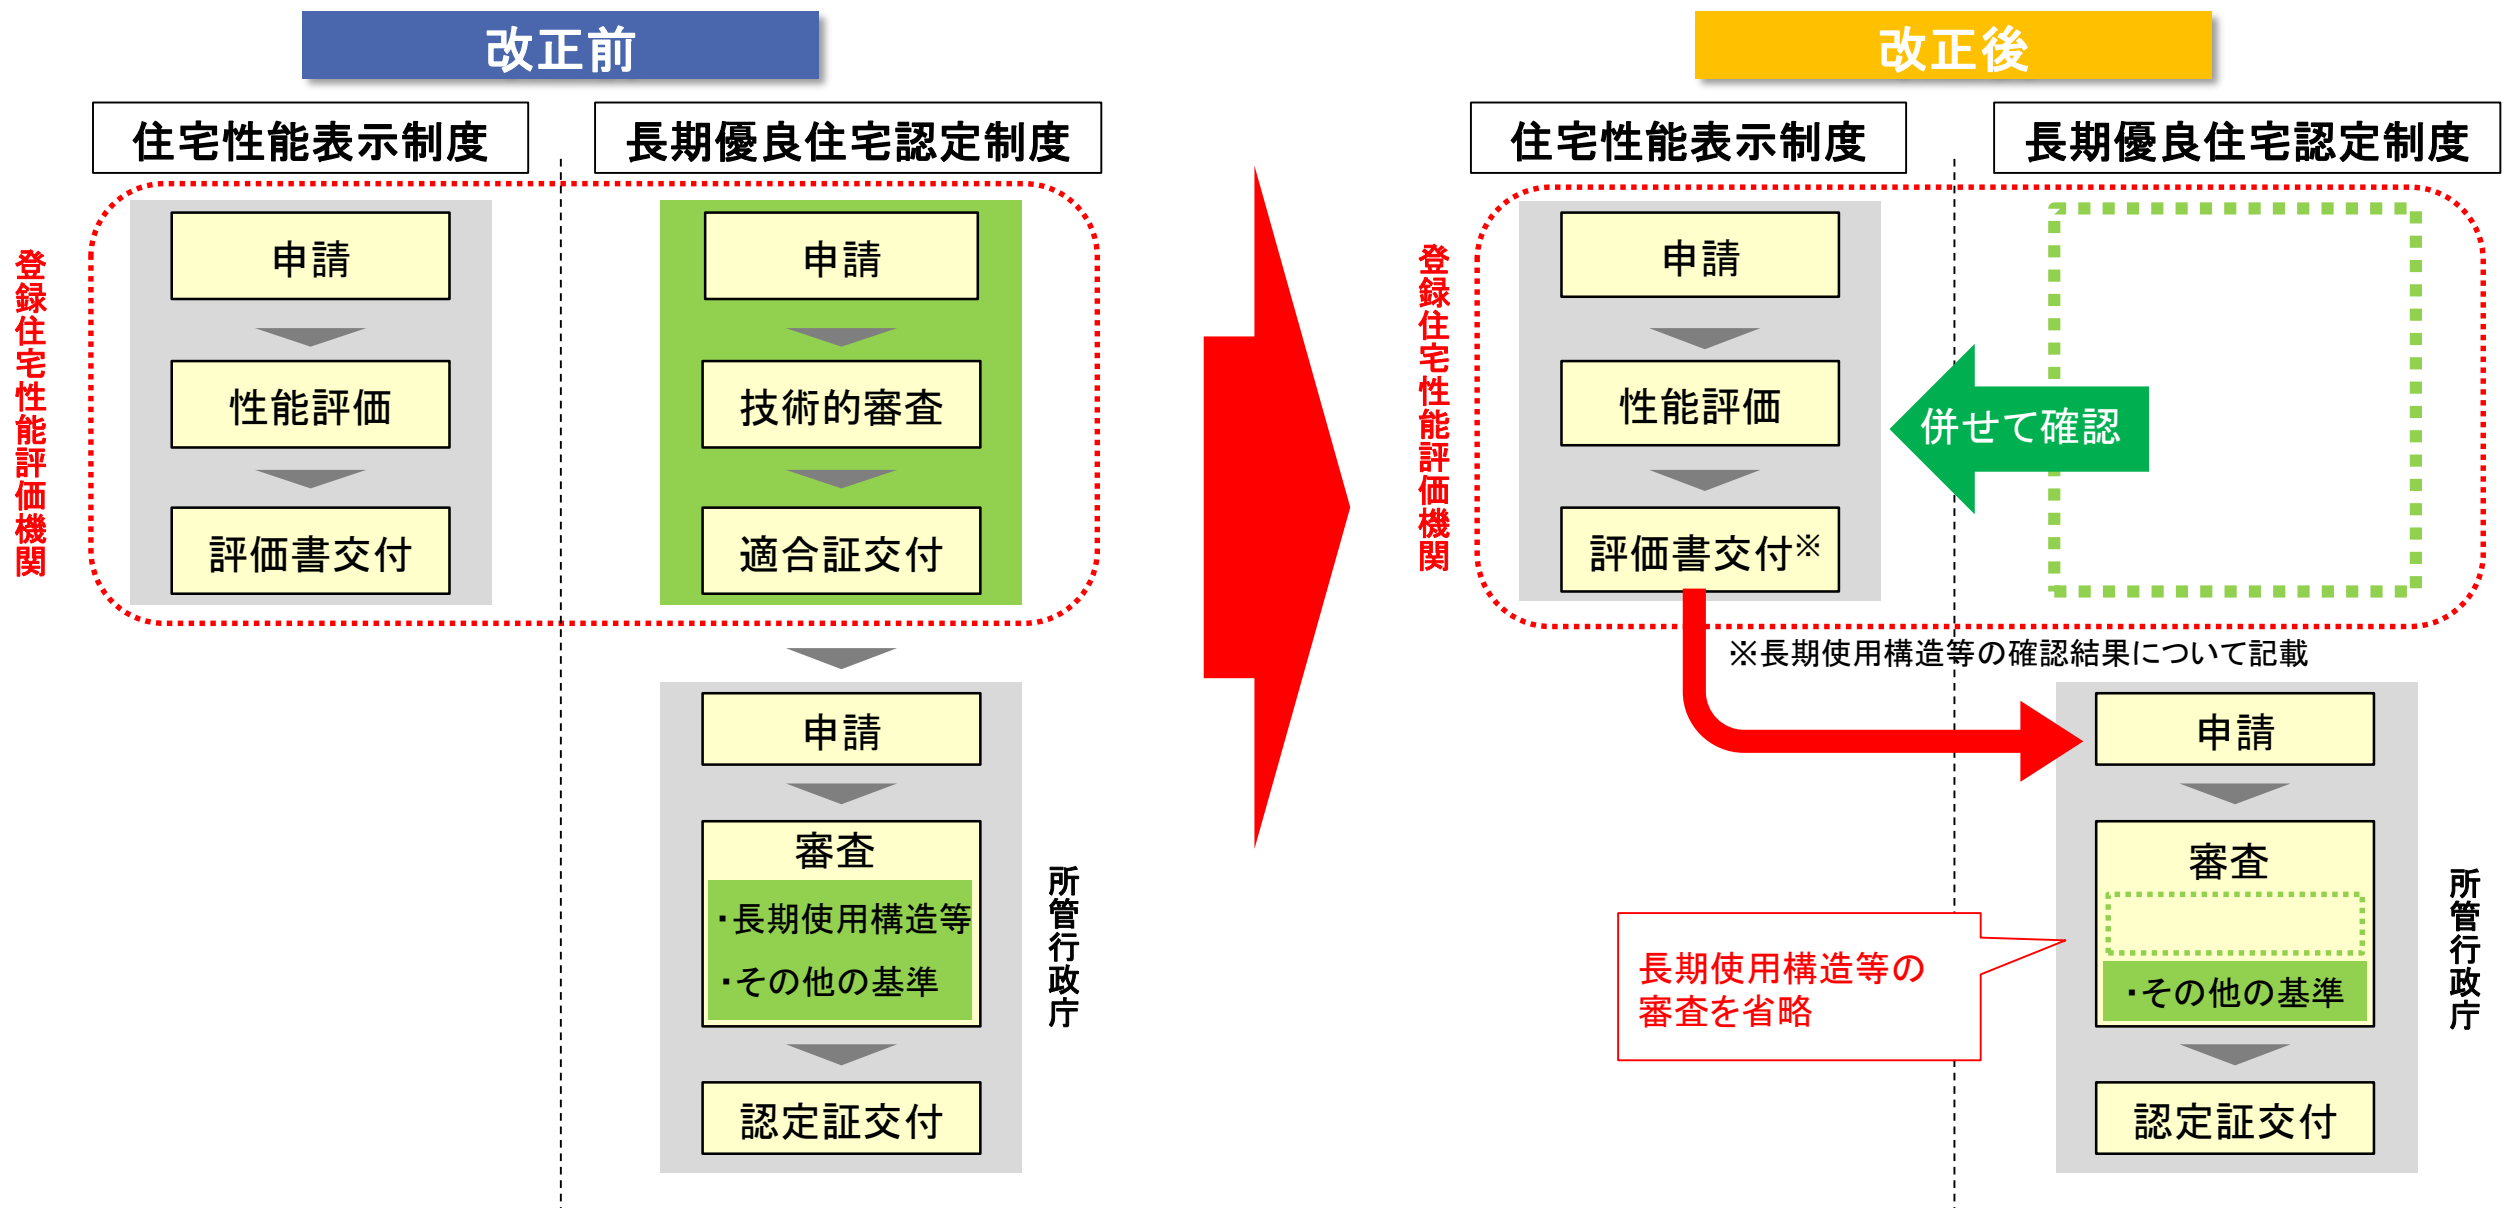 改正前
住宅性能表示制度
長期優良住宅認定制度
登録住宅性能評価機関
申請
性能評価
評価書交付
申請
技術的審査
適合証交付
申請
審査
・長期使用構造等
・その他の基準
認定証交付
所管行政庁
改正後
住宅性能表示制度
長期優良住宅認定制度
登録住宅性能評価機関
申請
性能評価
評価書交付※
併せて確認
※長期使用構造等の確認結果について記載
申請
審査
・その他の基準
認定証交付
長期使用構造等の
審査を省略
所管行政庁